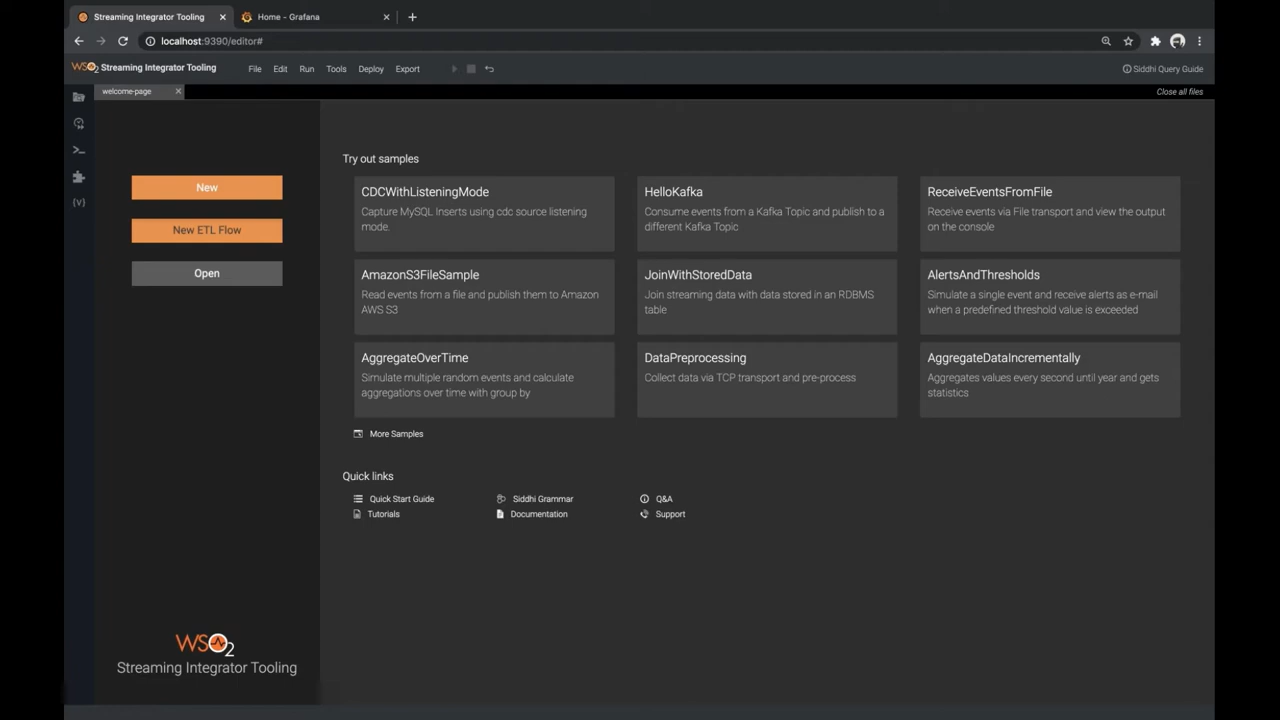 Streaming Integrator Tooling
Home - Grafana
localhost:9390/editor#
WSO2 Streaming Integrator Tooling
File
Edit
Run
Tools
Deploy
Export
Siddhi Query Guide
welcome-page
Close all files
New
New ETL Flow
Open
Try out samples
CDCWithListeningMode
Capture MySQL Inserts using cdc source listening
mode.
HelloKafka
Consume events from a Kafka Topic and publish to a
different Kafka Topic
ReceiveEventsFromFile
Receive events via File transport and view the output
on the console
AmazonS3FileSample
Read events from a file and publish them to Amazon
AWS S3
JoinWithStoredData
Join streaming data with data stored in an RDBMS
table
AlertsAndThresholds
Simulate a single event and receive alerts as e-mail
when a predefined threshold value is exceeded
AggregateOverTime
Simulate multiple random events and calculate
aggregations over time with group by
DataPreprocessing
Collect data via TCP transport and pre-process
AggregateDataIncrementally
Aggregates values every second until year and gets
statistics
More Samples
Quick links
Quick Start Guide
Siddhi Grammar
Q&A
Tutorials
Documentation
Support
WSO2
Streaming Integrator Tooling